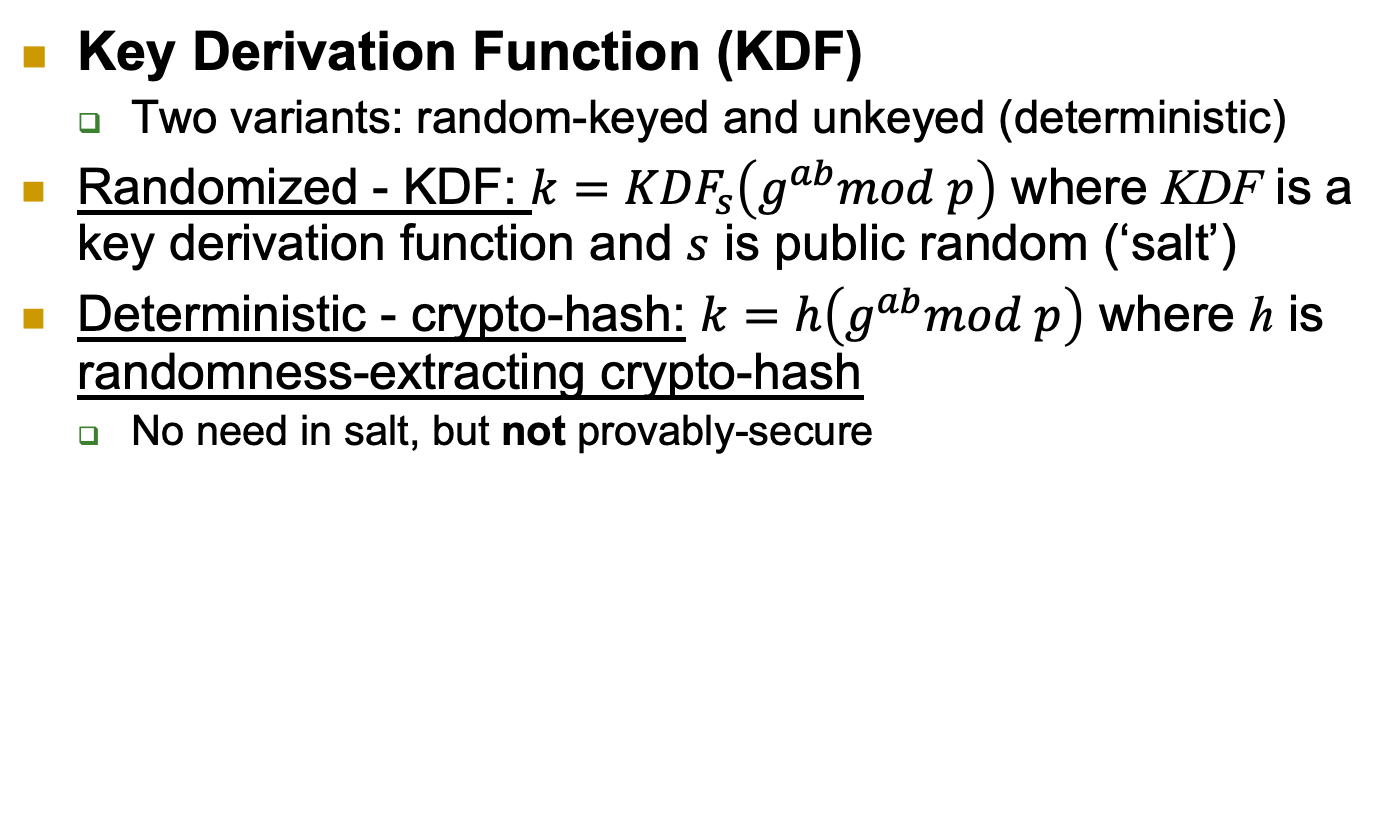 Key Derivation Function (KDF)
Two variants: random-keyed and unkeyed (deterministic)
Randomized - KDF: k = KDFₛ(gᵃᵇ mod p) where KDF is a
key derivation function and s is public random (‘salt’)
Deterministic - crypto-hash: k = h(gᵃᵇ mod p) where h is
randomness-extracting crypto-hash
No need in salt, but not provably-secure